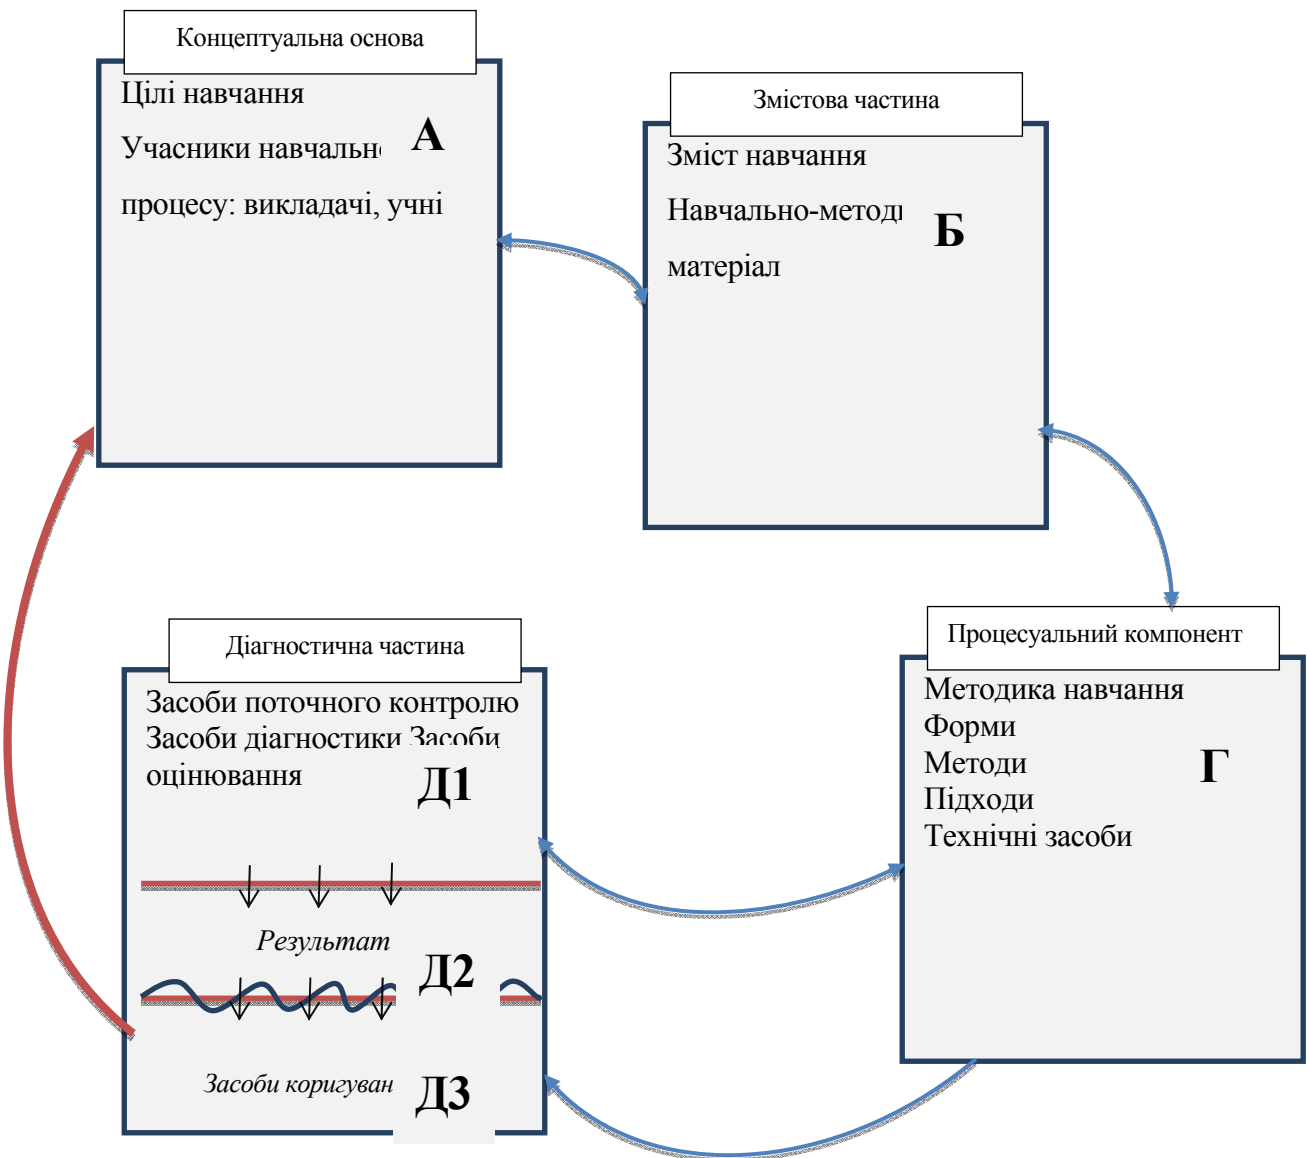 Концептуальна основа
Цілі навчання
А
Учасники навчальн
процесу: викладачі, учні
Змістова частина
Зміст навчання
Навчально-метод
Б
матеріал
Діагностична частина
Засоби поточного контролю
Засоби діагностики Засоби
оцінювання
Д1
Результат
Д2
Засоби коригуван
Д3
Процесуальний компонент
Методика навчання
Форми
Методи
Г
Підходи
Технічні засоби